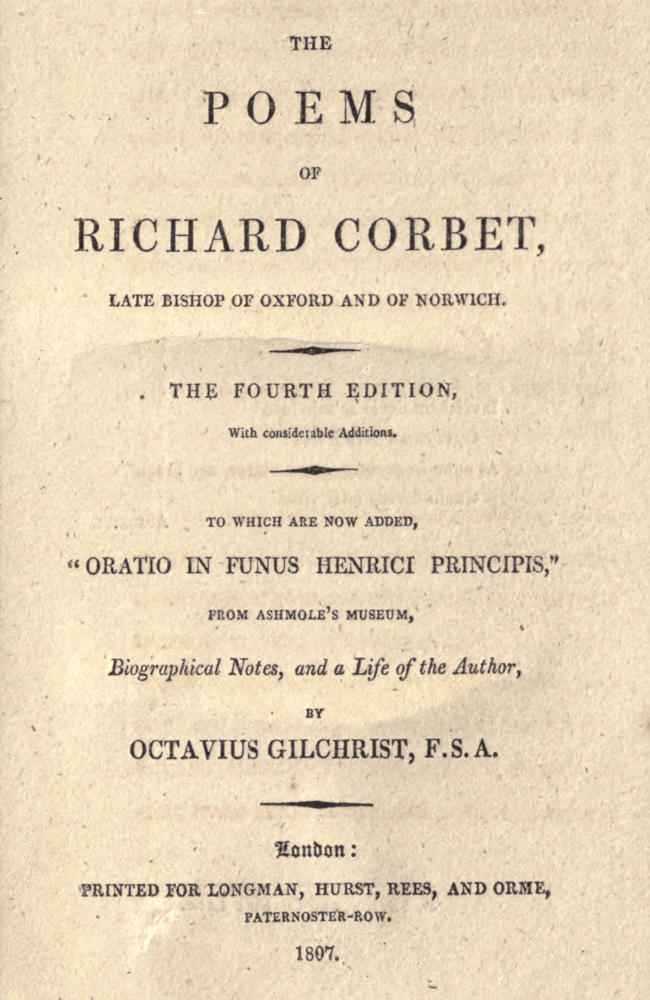 THE
POEMS
OF
RICHARD CORBET,
LATE BISHOP OF OXFORD AND OF NORWICH.
THE FOURTH EDITION,
With considerable Additions.
TO WHICH ARE NOW ADDED,
“ORATIO IN FUNUS HENRICI PRINCIPIS,”
FROM ASHMOLE'S MUSEUM,
Biographical Notes, and a Life of the Author,
BY
OCTAVIUS GILCHRIST, F.S.A.
London:
PRINTED FOR LONGMAN, HURST, REES, AND ORME,
PATERNOSTER-ROW.
1807.